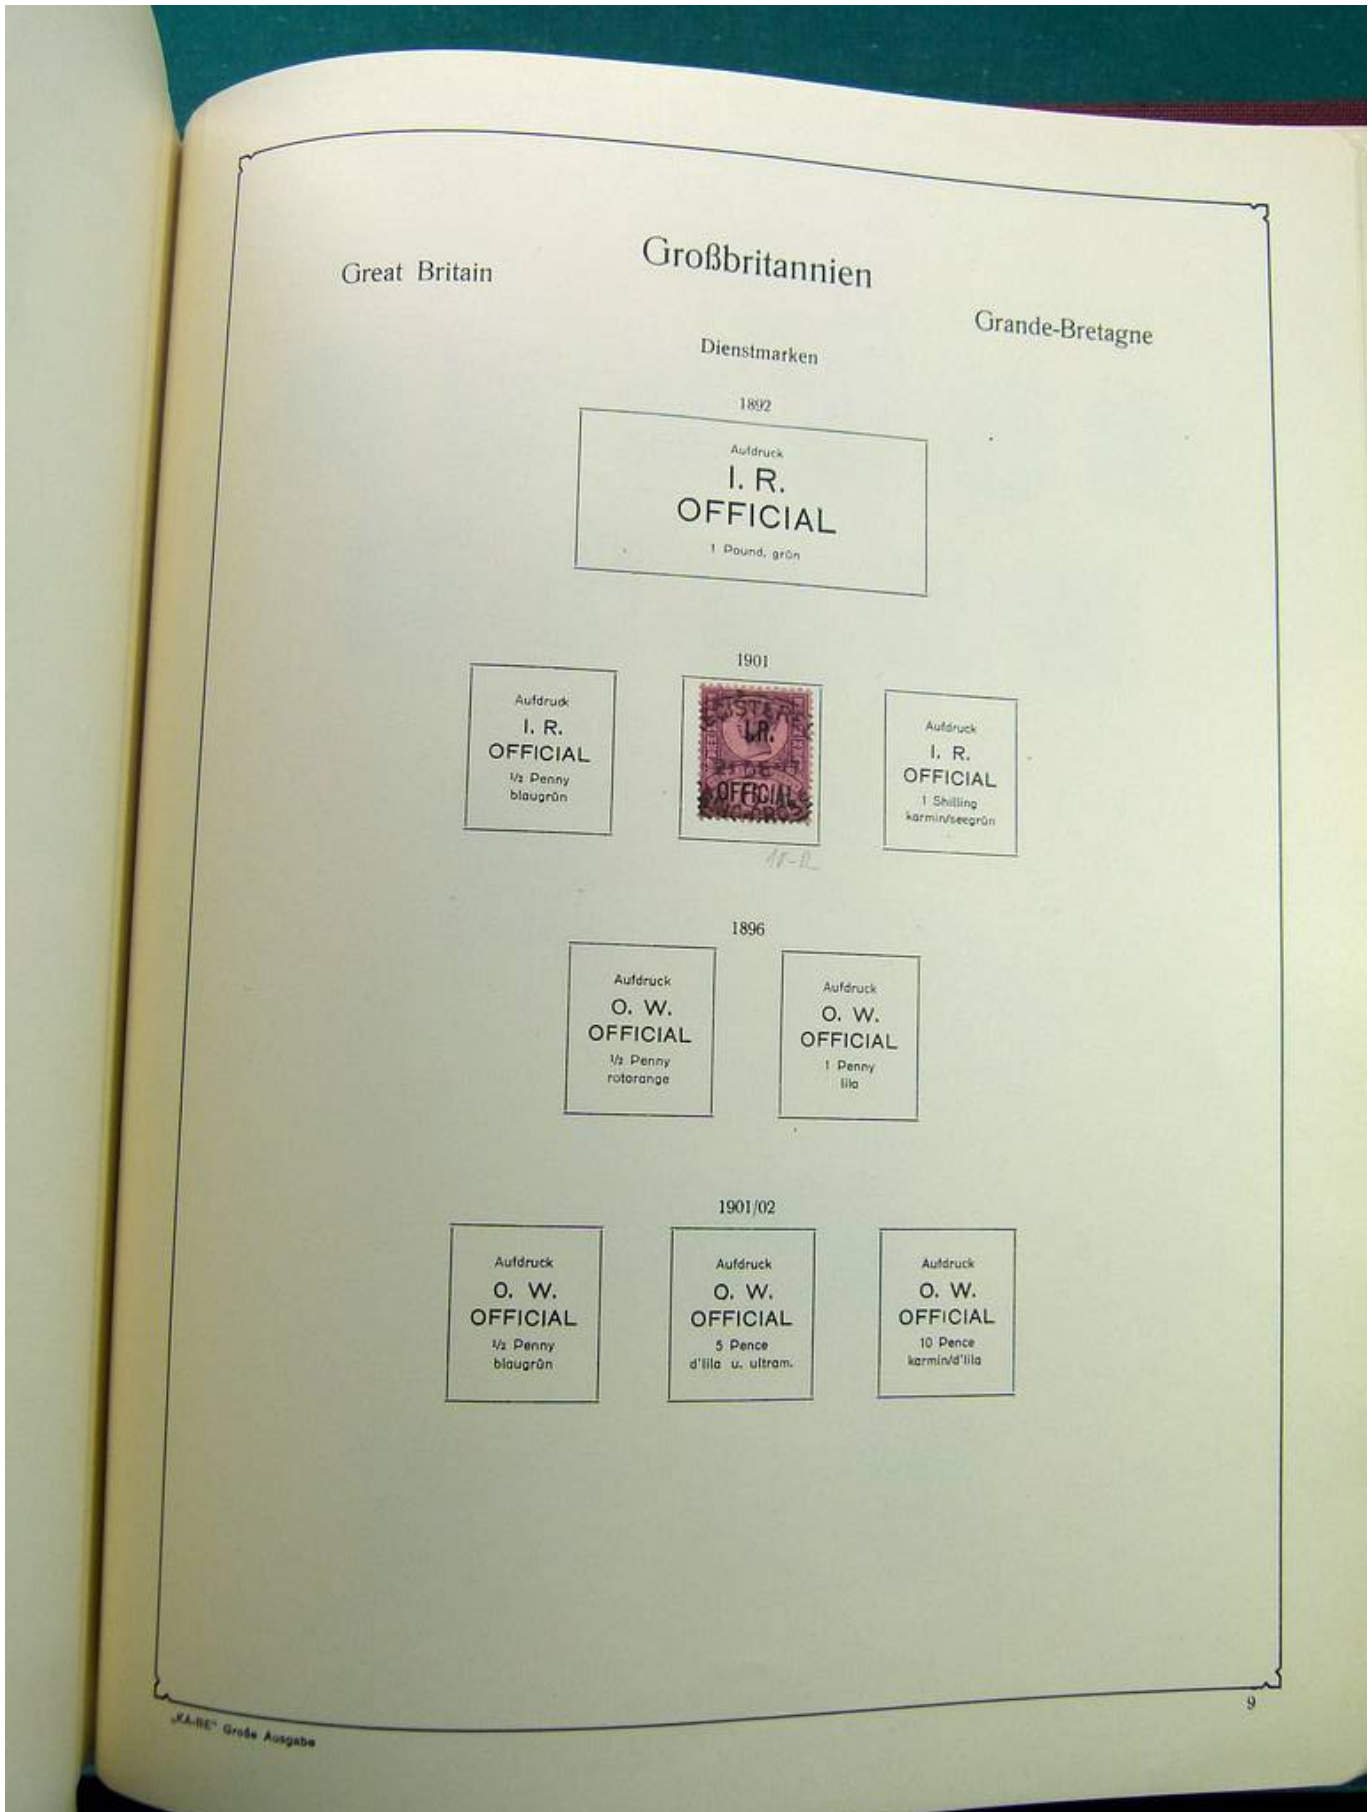 Großbritannien
Great Britain
Grande-Bretagne
Dienstmarken
1892
Aufdruck
I. R.
OFFICIAL
1 Pound, grün
1901
Aufdruck
I. R.
OFFICIAL
1/2 Penny
blaugrün
I.R.
OFFICIAL
Aufdruck
I. R.
OFFICIAL
1 Shilling
karmin/seegrün
1896
Aufdruck
O. W.
OFFICIAL
1/2 Penny
rotorange
Aufdruck
O. W.
OFFICIAL
1 Penny
lila
1901/02
Aufdruck
O. W.
OFFICIAL
1/2 Penny
blaugrün
Aufdruck
O. W.
OFFICIAL
5 Pence
d'lila u. ultram.
Aufdruck
O. W.
OFFICIAL
10 Pence
karmin/d'lila
9
„KA-BE" Große Ausgabe